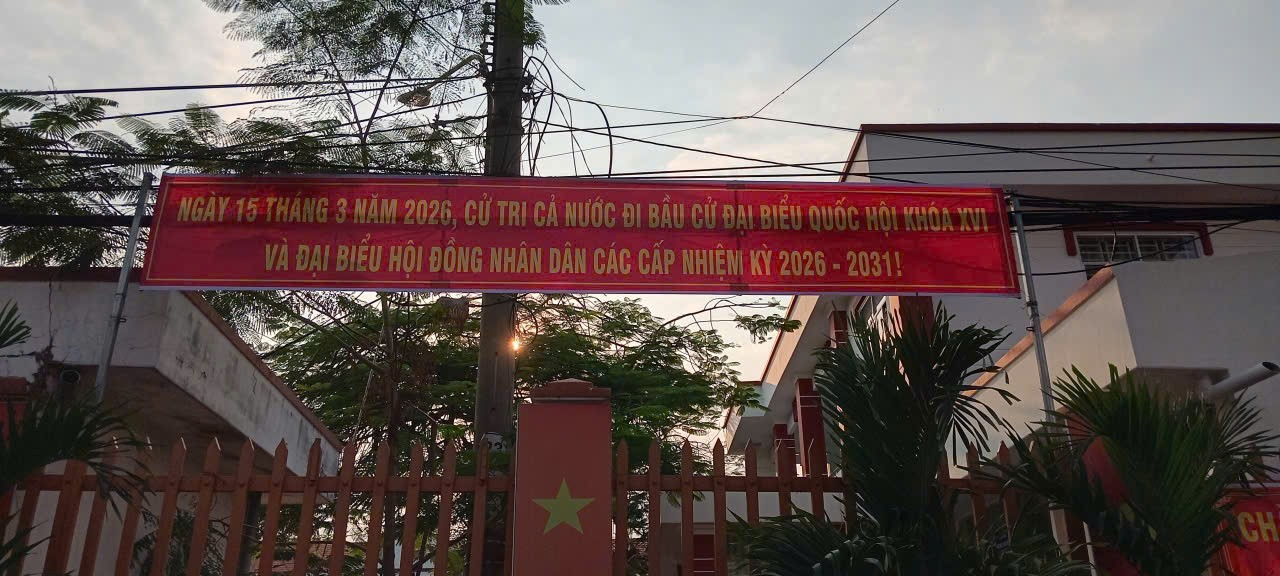 NGÀY 15 THÁNG 3 NĂM 2026, CỬ TRI CẢ NƯỚC ĐI BẦU CỬ ĐẠI BIỂU QUỐC HỘI KHÓA XVI
VÀ ĐẠI BIỂU HỘI ĐỒNG NHÂN DÂN CÁC CẤP NHIỆM KỲ 2026 - 2031!
CH